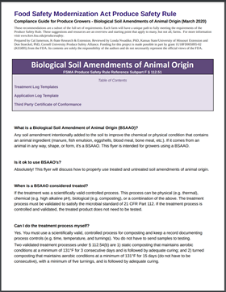 Food Safety Modernization Act Produce Safety Rule
Compliance Guide for Produce Growers - Biological Soil Amendments of Animal Origin (March 2020)
Biological Soil Amendments of Animal Origin
FSMA Produce Safety Rule Reference Subpart F §
Table of Contents
Treatment Log Templates
Application Log Template
Third Party Certificate of Conformance
What is a Biological Soil Amendment of Animal Origin (BSAAO)?
Any soil amendment intentionally added to the soil to improve the chemical or physical condition that contains
an animal ingredient (manure, fish emulsion, eggshells, blood meal, bone meal, etc.). If it comes from an
animal in any way, shape, or form, it's a BSAAO. This flyer is intended for growers using a BSAAO.
Is it ok to use BSAAO's?
Absolutely! This flyer will discuss how to properly use treated and untreated soil amendments of animal origin.
When is a BSAAO considered treated?
If the treatment was a scientifically valid controlled process. This process can be physical (e.g. thermal),
chemical (e.g. high alkaline pH), biological (e.g. composting), or a combination of the above. The treatment
process must be validated to satisfy the microbial standard of 21 CFR Part 112. If the treatment process is
controlled and validated, the treated product does not need to be tested.
Can I do the treatment process myself?
Yes. You must use a scientifically valid, controlled process for composting and keep a record documenting
process controls (e.g. time, temperature, and turnings). You do not have to send samples to testing.
Two validated treatment processes under § 112.54(b) are 1) static composting that maintains aerobic
conditions at a minimum of 131°F for 3 consecutive days and is followed by adequate curing; and 2) turned
composting that maintains aerobic conditions at a minimum of 131°F for 15 days (do not have to be
consecutive), with a minimum of five turnings, and is followed by adequate curing.